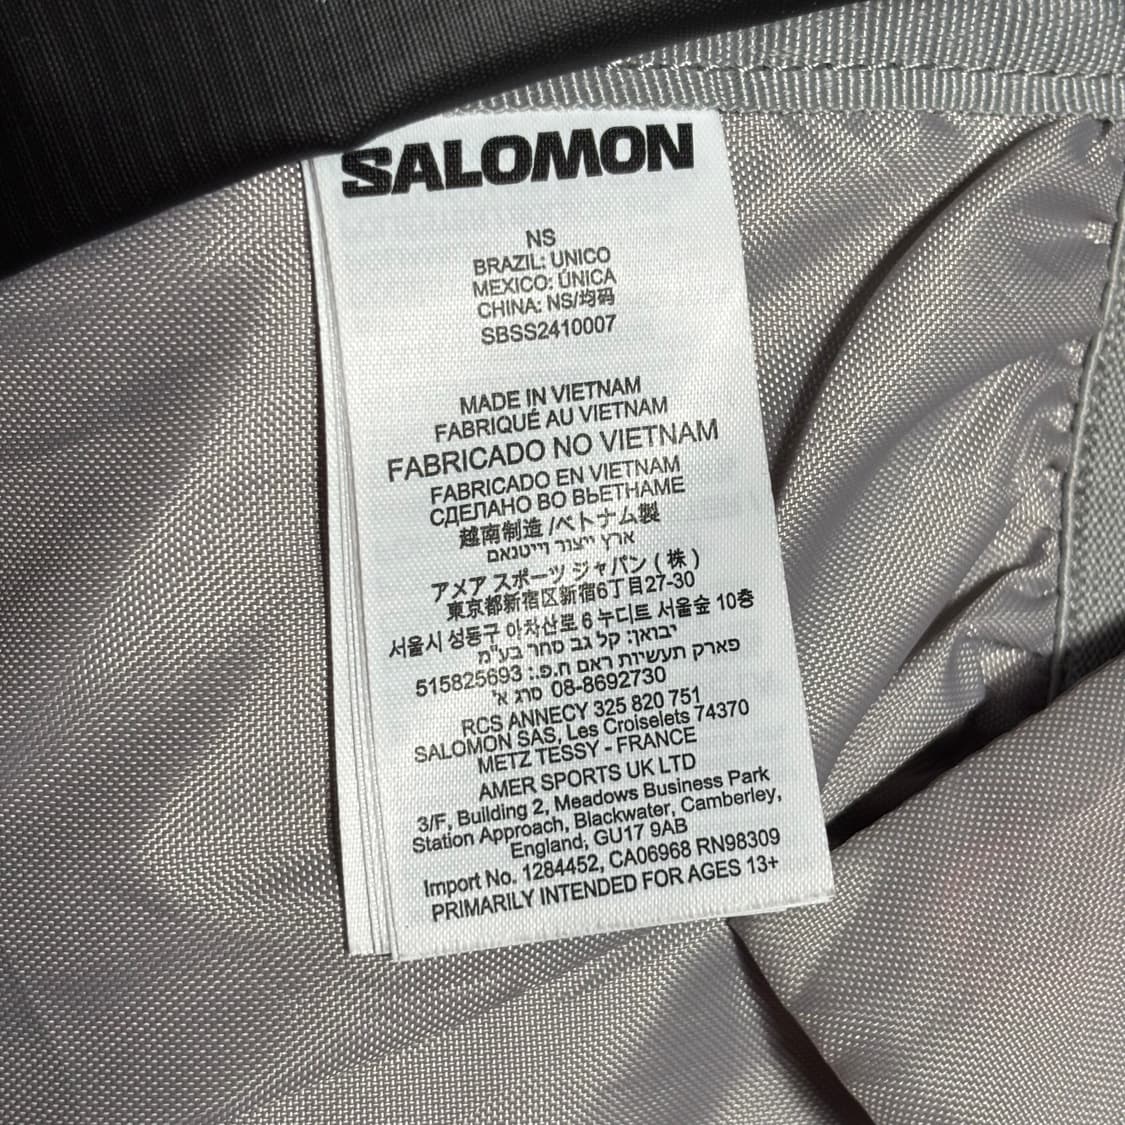 SALOMON
NS
BRAZIL: UNICO
MEXICO: ÚNICA
CHINA: NS/均码
SBSS2410007
MADE IN VIETNAM
FABRIQUÉ AU VIETNAM
FABRICADO NO VIETNAM
FABRICADO EN VIETNAM
СДЕЛАНО ВО ВЬЕТНАМЕ
越南制造 /ベトナム製
ארץ ייצור וייטנאם
アメア スポーツ ジャパン ( 株 )
東京都新宿区新宿6丁目27-30
서울시 성동구 아차산로 6 누디트 서울숲 10층
יבואן: קל גב סחר בע"מ
פארק תעשיות ראם ח.פ.: 515825693
08-8692730 סרג א'
RCS ANNECY 325 820 751
SALOMON SAS, Les Croiselets 74370
METZ TESSY - FRANCE
AMER SPORTS UK LTD
3/F, Building 2, Meadows Business Park
Station Approach, Blackwater, Camberley,
England, GU17 9AB
Import No. 1284452, CA06968 RN98309
PRIMARILY INTENDED FOR AGES 13+